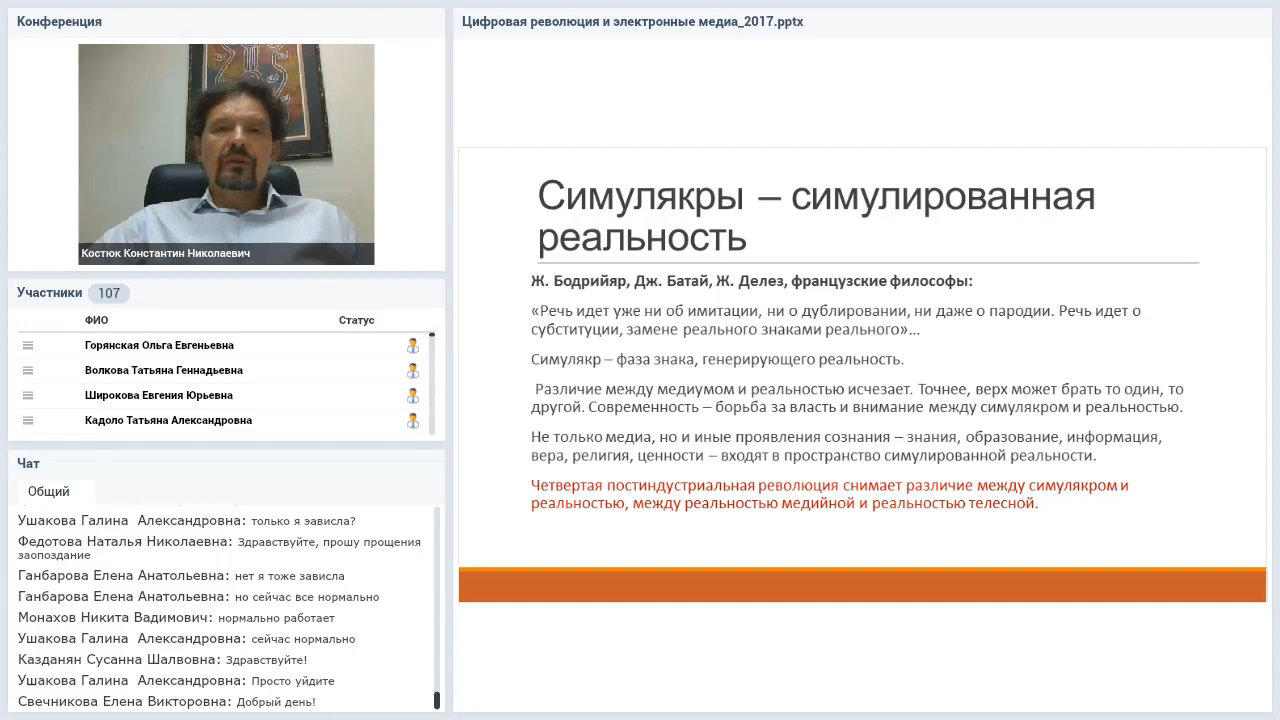 Конференция
Костюк Константин Николаевич
Участники 107
ФИО Статус
Горянская Ольга Евгеньевна
Волкова Татьяна Геннадьевна
Широкова Евгения Юрьевна
Кадоло Татьяна Александровна
Чат
Общий
Ушакова Галина Александровна: только я зависла?
Федотова Наталья Николаевна: Здравствуйте, прошу прощения
заопоздание
Ганбарова Елена Анатольевна: нет я тоже зависла
Ганбарова Елена Анатольевна: но сейчас все нормально
Монахов Никита Вадимович: нормально работает
Ушакова Галина Александровна: сейчас нормально
Казданян Сусанна Шалвовна: Здравствуйте!
Ушакова Галина Александровна: Просто уйдите
Свечникова Елена Викторовна: Добрый день!
Цифровая революция и электронные медиа_2017.pptx
Симулякры – симулированная
реальность
Ж. Бодрийяр, Дж. Батай, Ж. Делез, французские философы:
«Речь идет уже ни об имитации, ни о дублировании, ни даже о пародии. Речь идет о
субституции, замене реального знаками реального»...
Симулякр – фаза знака, генерирующего реальность.
Различие между медиумом и реальностью исчезает. Точнее, верх может брать то один, то
другой. Современность – борьба за власть и внимание между симулякром и реальностью.
Не только медиа, но и иные проявления сознания – знания, образование, информация,
вера, религия, ценности – входят в пространство симулированной реальности.
Четвертая постиндустриальная революция снимает различие между симулякром и
реальностью, между реальностью медийной и реальностью телесной.